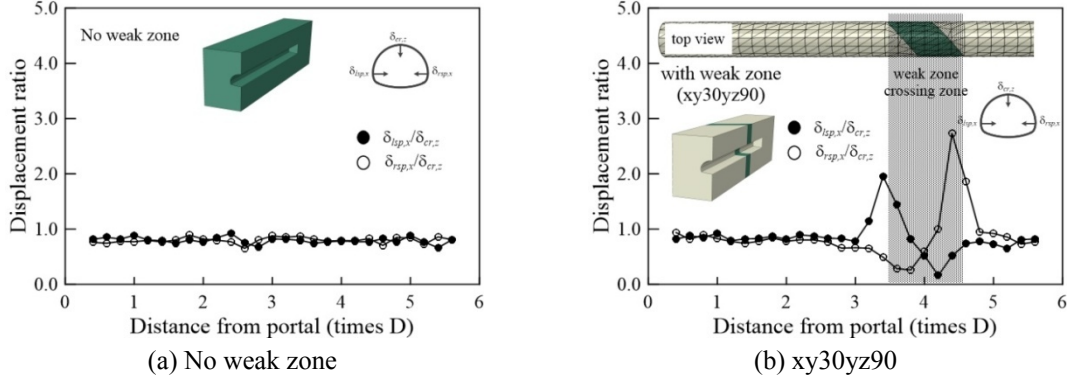 5.0
4.0
3.0
2.0
1.0
0.0
Displacement ratio
No weak zone
δcr,z
δlsp,x
δrsp,x
δlsp,x/δcr,z
δrsp,x/δcr,z
0
1
2
3
4
5
6
Distance from portal (times D)
(a) No weak zone
5.0
4.0
3.0
2.0
1.0
0.0
Displacement ratio
top view
with weak zone
(xy30yz90)
weak zone
crossing zone
δcr,z
δlsp,x
δrsp,x
δlsp,x/δcr,z
δrsp,x/δcr,z
0
1
2
3
4
5
6
Distance from portal (times D)
(b) xy30yz90